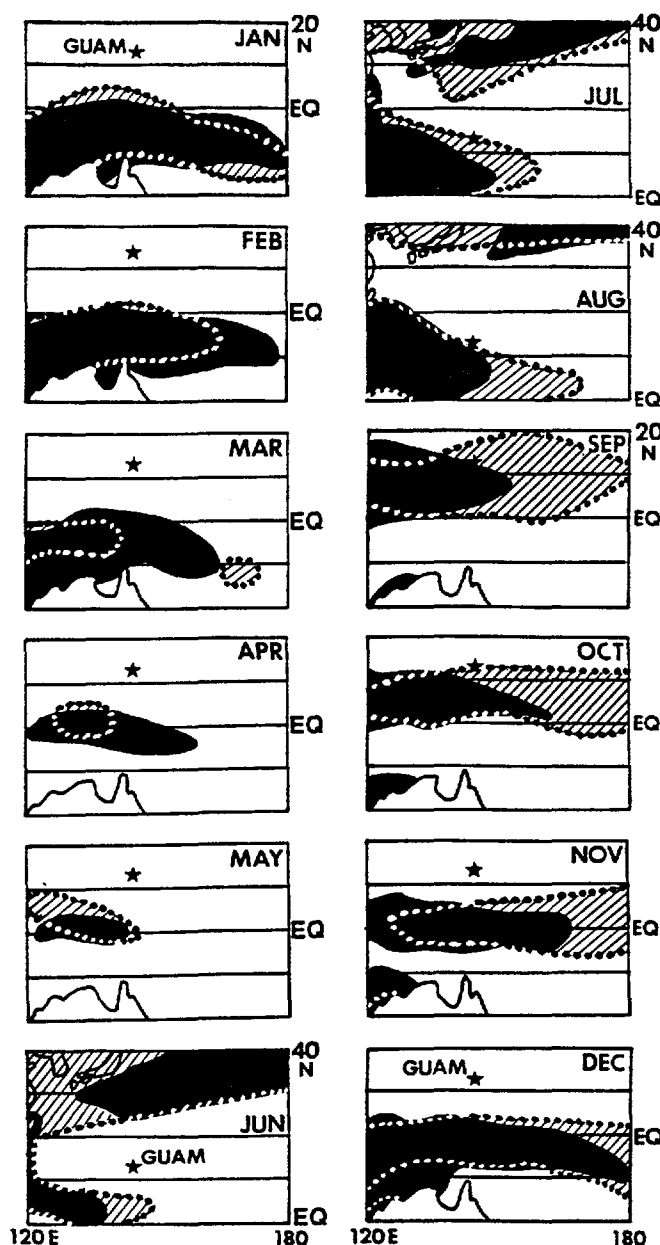 GUAM
JAN
20
N
EQ
FEB
EQ
MAR
EQ
APR
EQ
MAY
EQ
40
N
JUN
GUAM
EQ
120E
180
40
N
JUL
EQ
40
N
AUG
EQ
20
N
SEP
EQ
OCT
EQ
NOV
EQ
GUAM
DEC
EQ
120E
180